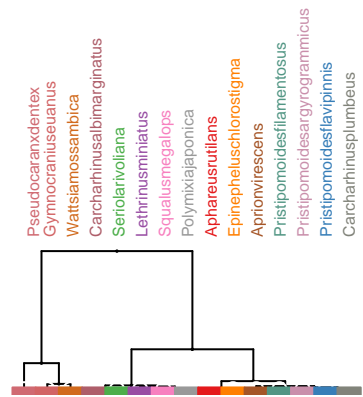 Pseudocaranxdentex
Gymnocraniuseuanus
Wattsiamossambica
Carcharhinusalbimarginatus
Seriolarivoliana
Lethrinusminiatus
Squalusmegalops
Polymixiajaponica
Aphareusrutilans
Epinepheluschlorostigma
Aprionvirescens
Pristipomoidesfilamentosus
Pristipomoidesargyrogrammicus
Pristipomoidesflavipinnis
Carcharhinusplumbeus